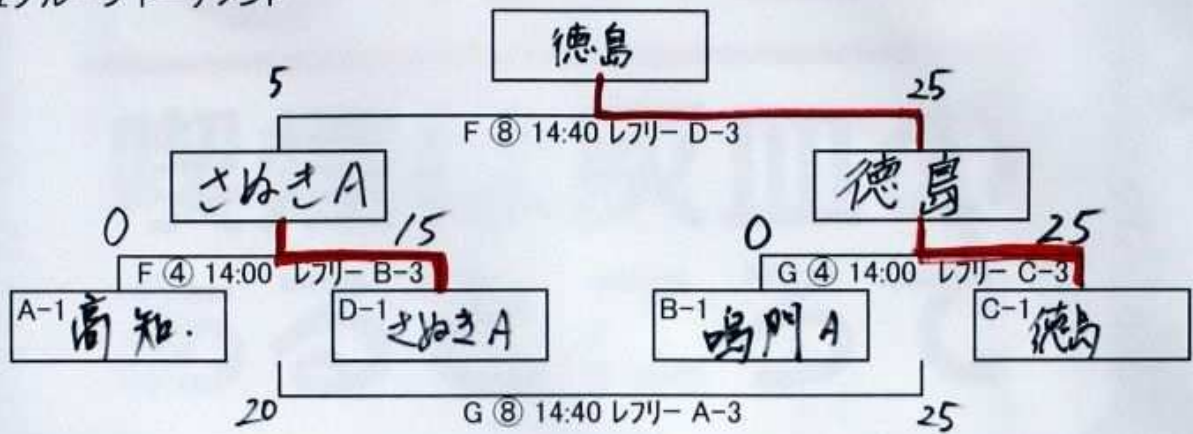 徳島
5 25
F ⑧ 14:40 レフリー D-3
さぬきA 徳島
0 15 0 25
F ④ 14:00 レフリー B-3 G ④ 14:00 レフリー C-3
A-1 高知. D-1 さぬきA B-1 鳴門A C-1 徳島
20 G ⑧ 14:40 レフリー A-3 25